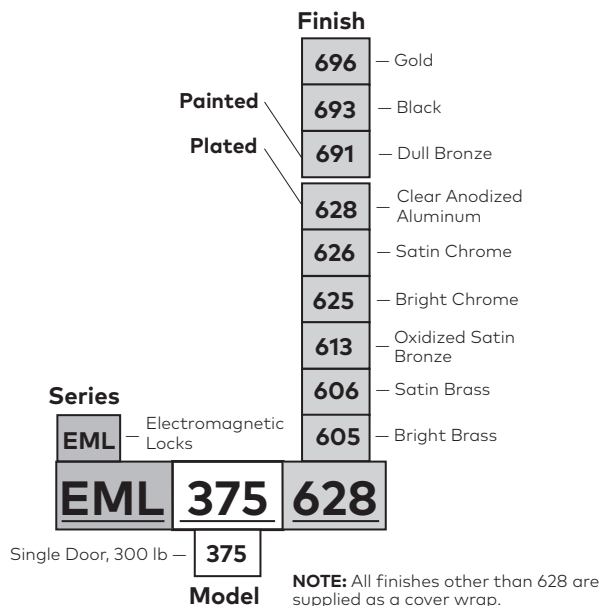 Finish
696 — Gold
Painted
693 — Black
Plated
691 — Dull Bronze
628 — Clear Anodized
Aluminum
626 — Satin Chrome
625 — Bright Chrome
613 — Oxidized Satin
Bronze
606 — Satin Brass
Series
EML — Electromagnetic
Locks
605 — Bright Brass
EML 375 628
Single Door, 300 lb — 375
Model
NOTE: All finishes other than 628 are
supplied as a cover wrap.